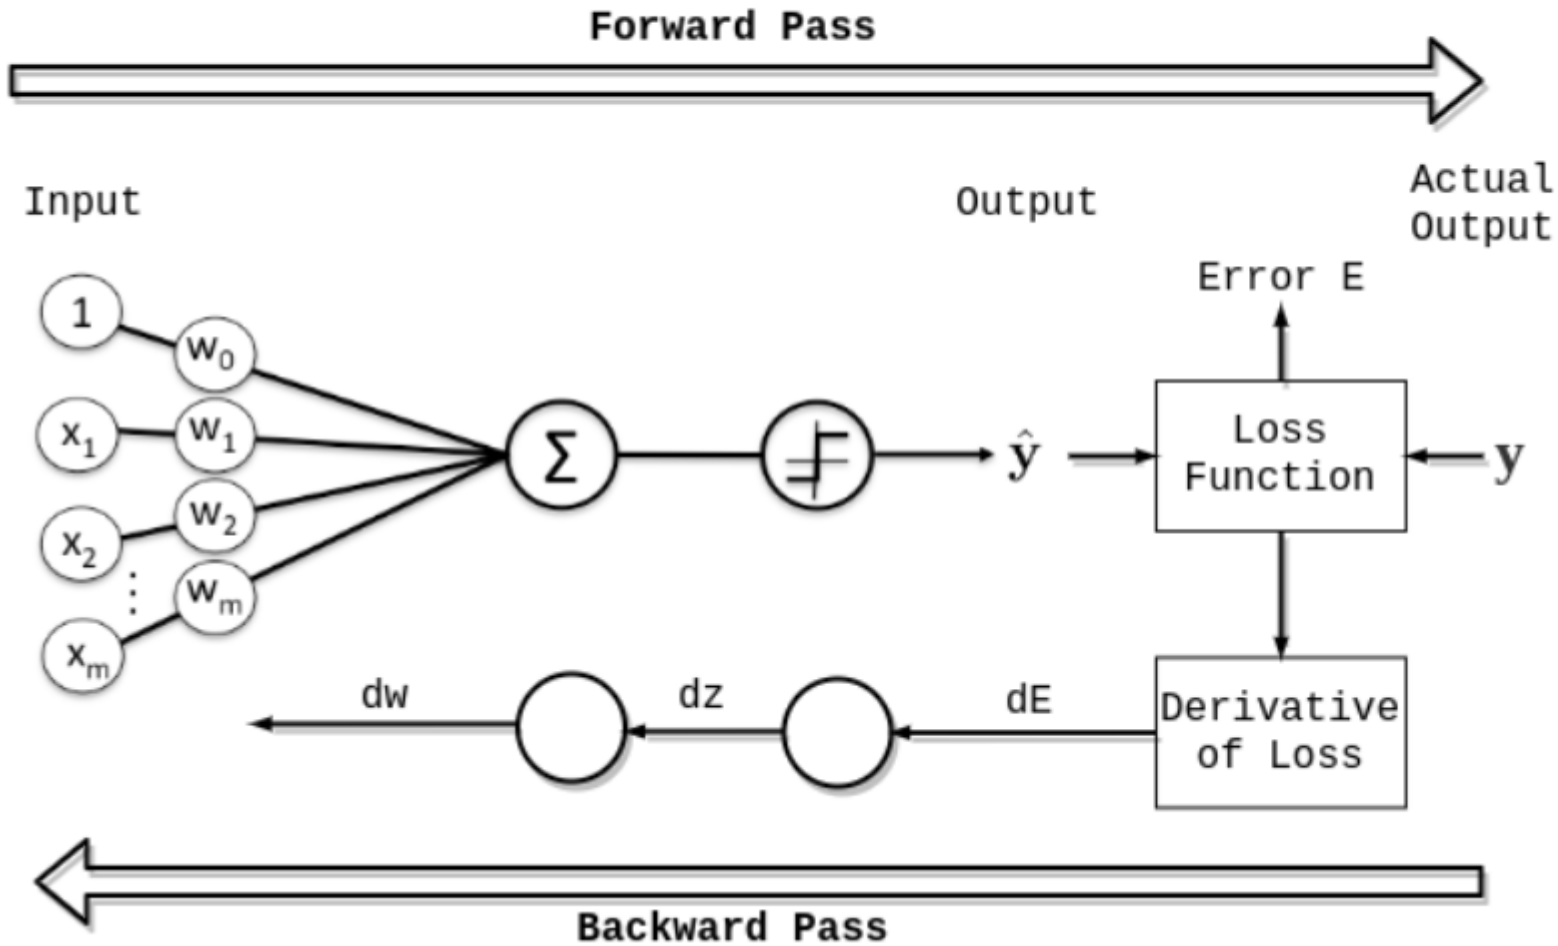 Forward Pass
Input
Output
Actual
Output
Error E
1
w₀
x₁
w₁
x₂
w₂
⋮
xₘ
wₘ
Σ
ŷ
Loss
Function
y
dw
dz
dE
Derivative
of Loss
Backward Pass